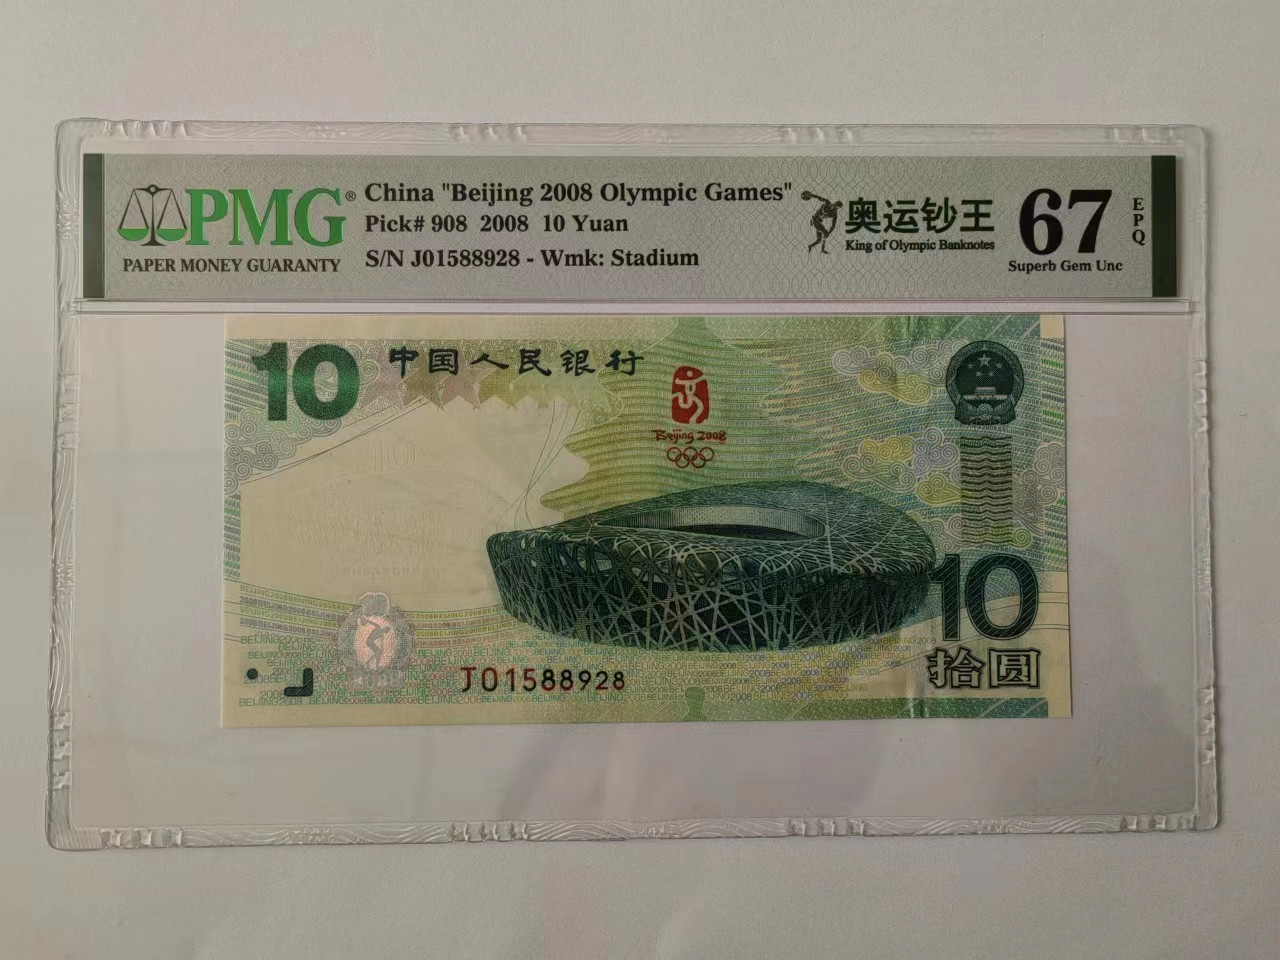 PMG®
PAPER MONEY GUARANTY
China "Beijing 2008 Olympic Games"
Pick# 908 2008 10 Yuan
S/N J01588928 - Wmk: Stadium
奥运钞王
King of Olympic Banknotes
67
EPQ
Superb Gem Unc
10
中国人民银行
Beijing 2008
10
拾圆
J01588928
BEIJING2008